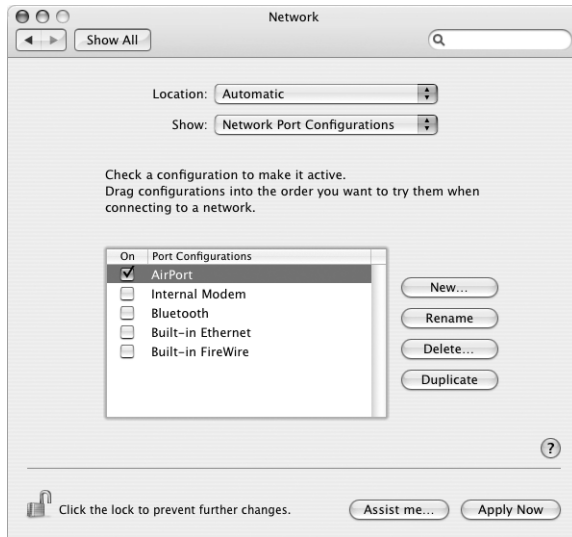 Network
Show All
Location: Automatic
Show: Network Port Configurations
Check a configuration to make it active.
Drag configurations into the order you want to try them when
connecting to a network.
On Port Configurations
AirPort
Internal Modem
Bluetooth
Built-in Ethernet
Built-in FireWire
New...
Rename
Delete...
Duplicate
?
Click the lock to prevent further changes.
Assist me...
Apply Now